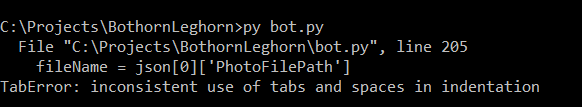 C:\Projects\BothornLeghorn>py bot.py
File "C:\Projects\BothornLeghorn\bot.py", line 205
fileName = json[0]['PhotoFilePath']
TabError: inconsistent use of tabs and spaces in indentation